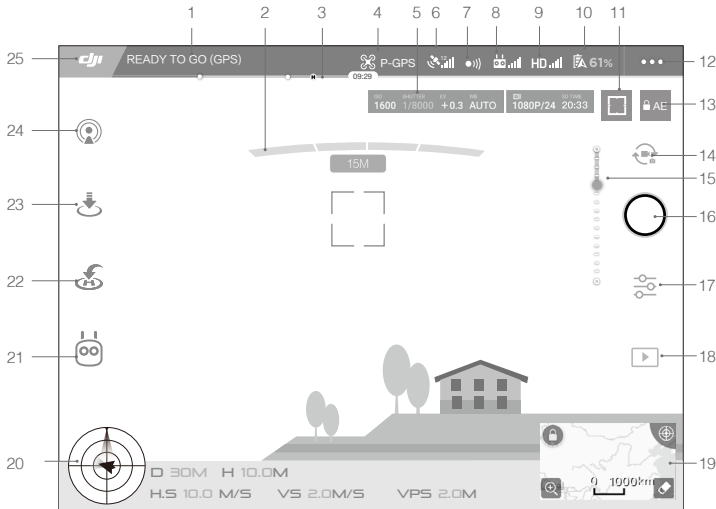 1 2 3 4 5 6 7 8 9 10 11
25 dji READY TO GO (GPS) P-GPS 12 HD 61% 12
H 09:29
ISO SHUTTER EV WB SD TIME
1600 1/8000 +0.3 AUTO 1080P/24 20:33 AE 13
24
15M 14
15
23 16
22 17
21 18
20 19
D 30M H 10.0M 0 1000km
H.S 10.0 M/S VS 2.0M/S VPS 2.0M